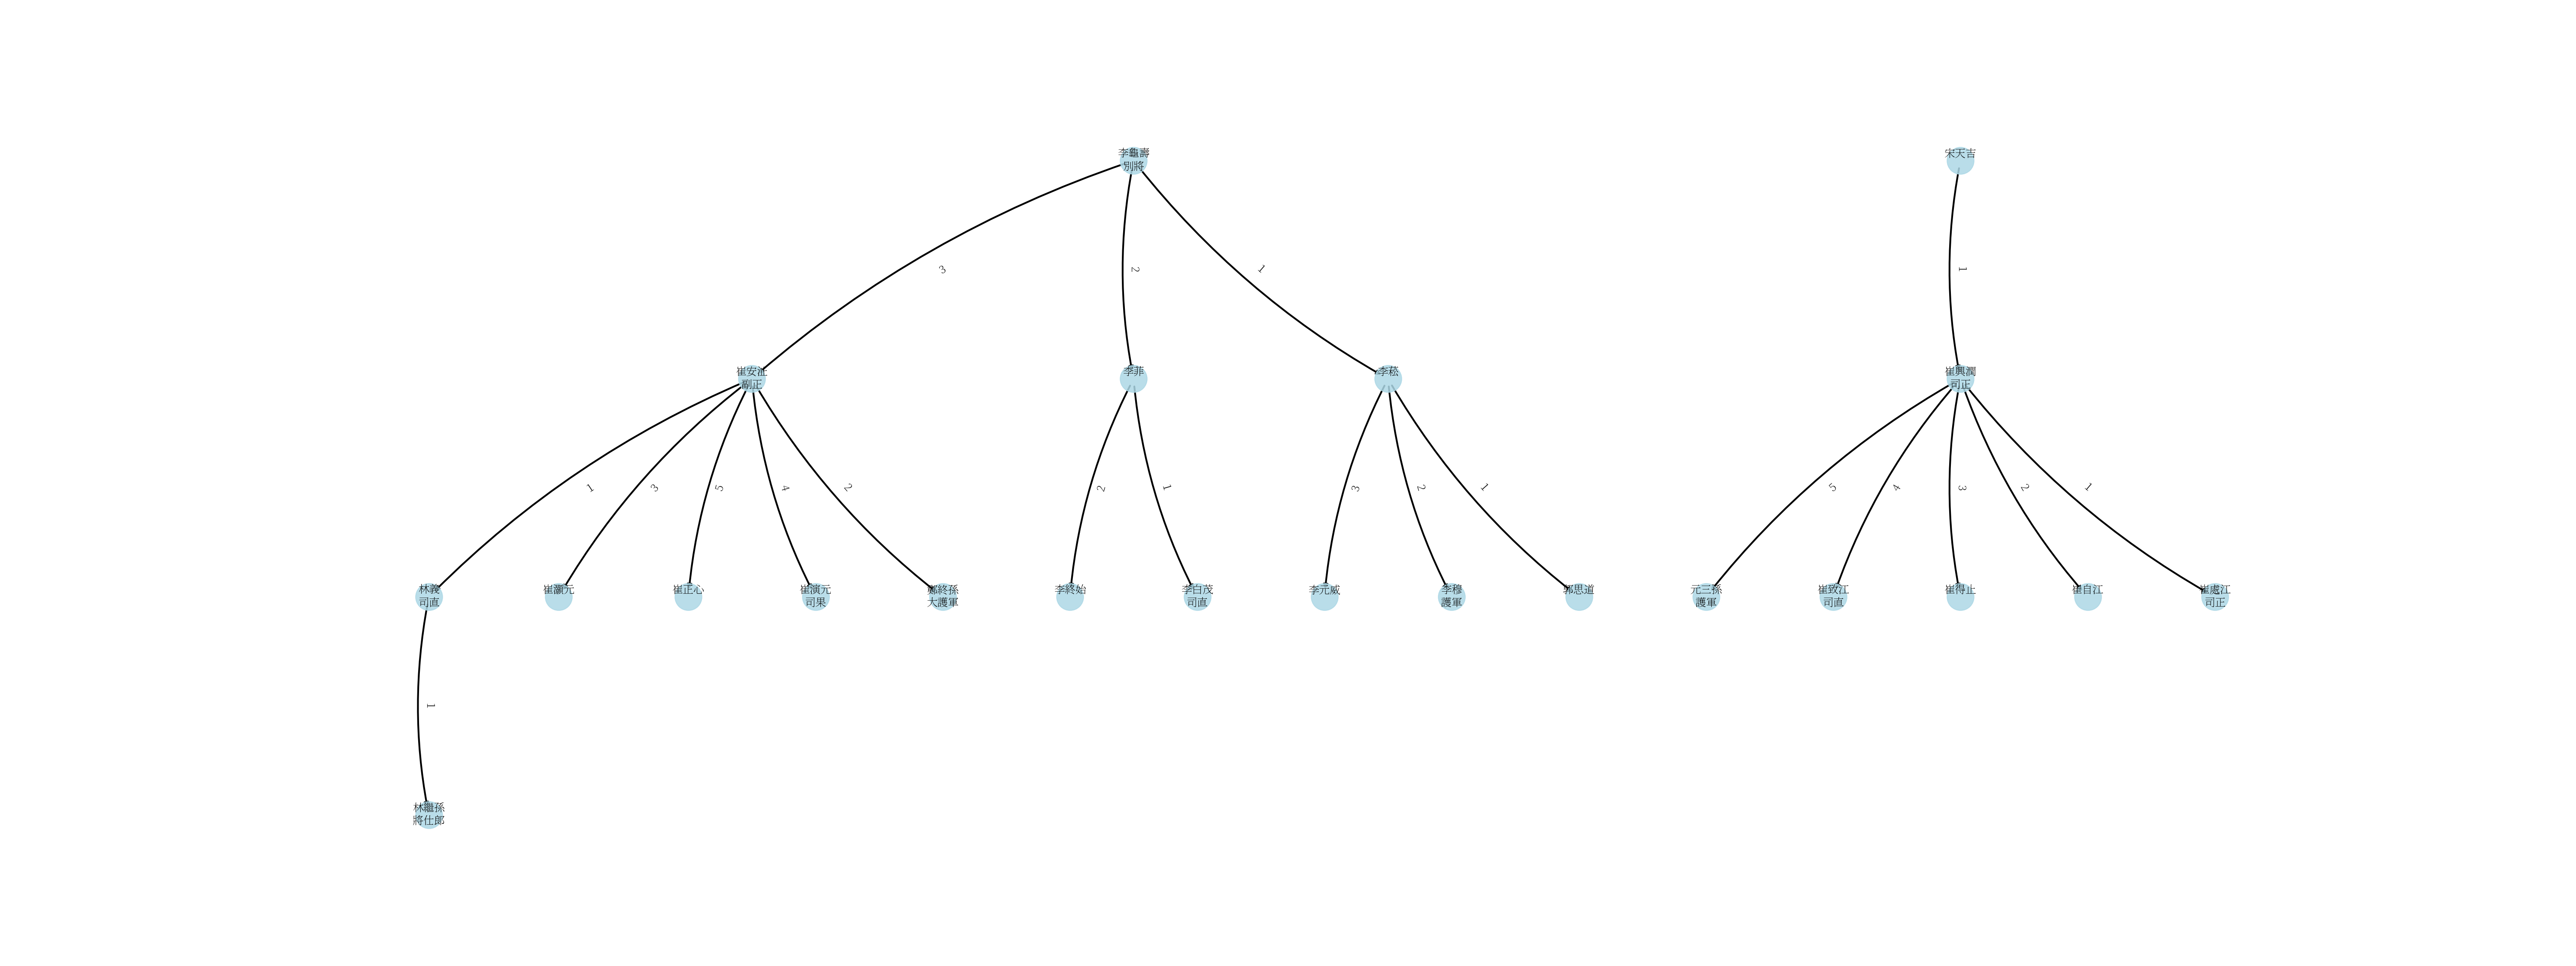 李龜壽
別將
宋天吉
3
2
1
1
崔安沚
副正
李菲
李菘
崔興潤
司正
1
3
5
4
2
2
1
3
2
1
5
4
3
2
1
林義
司直
崔灝元
崔正心
崔演元
司果
鄭終孫
大護軍
李終始
李白茂
司直
李元威
李穆
護軍
郭思道
元三孫
護軍
崔致江
司直
崔得止
崔自江
崔處江
司正
1
林繼孫
將仕郎